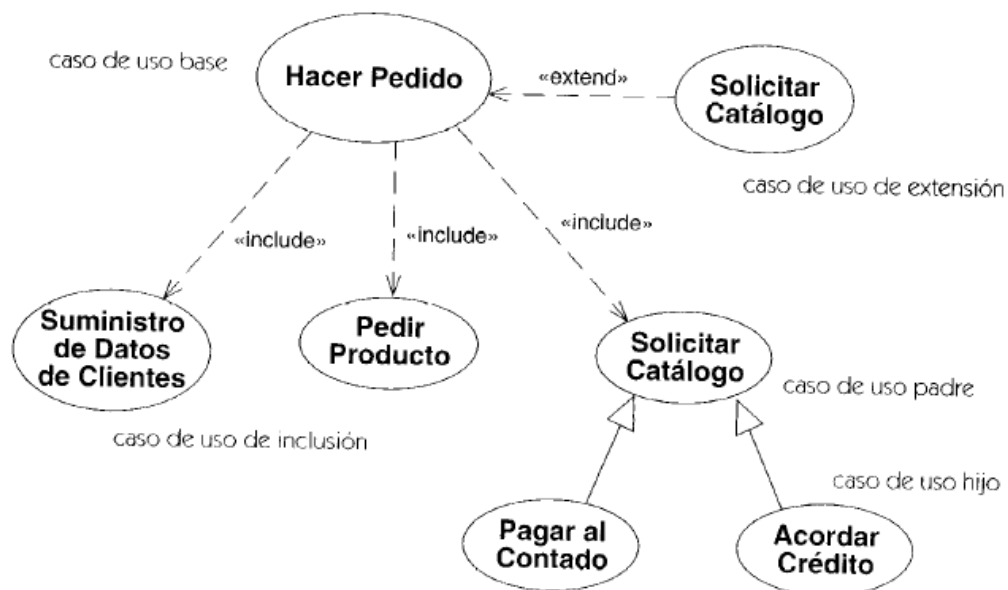 caso de uso base
Hacer Pedido
«extend»
Solicitar
Catálogo
caso de uso de extensión
«include»
«include»
«include»
Suministro
de Datos
de Clientes
Pedir
Producto
Solicitar
Catálogo
caso de uso padre
caso de uso de inclusión
caso de uso hijo
Pagar al
Contado
Acordar
Crédito